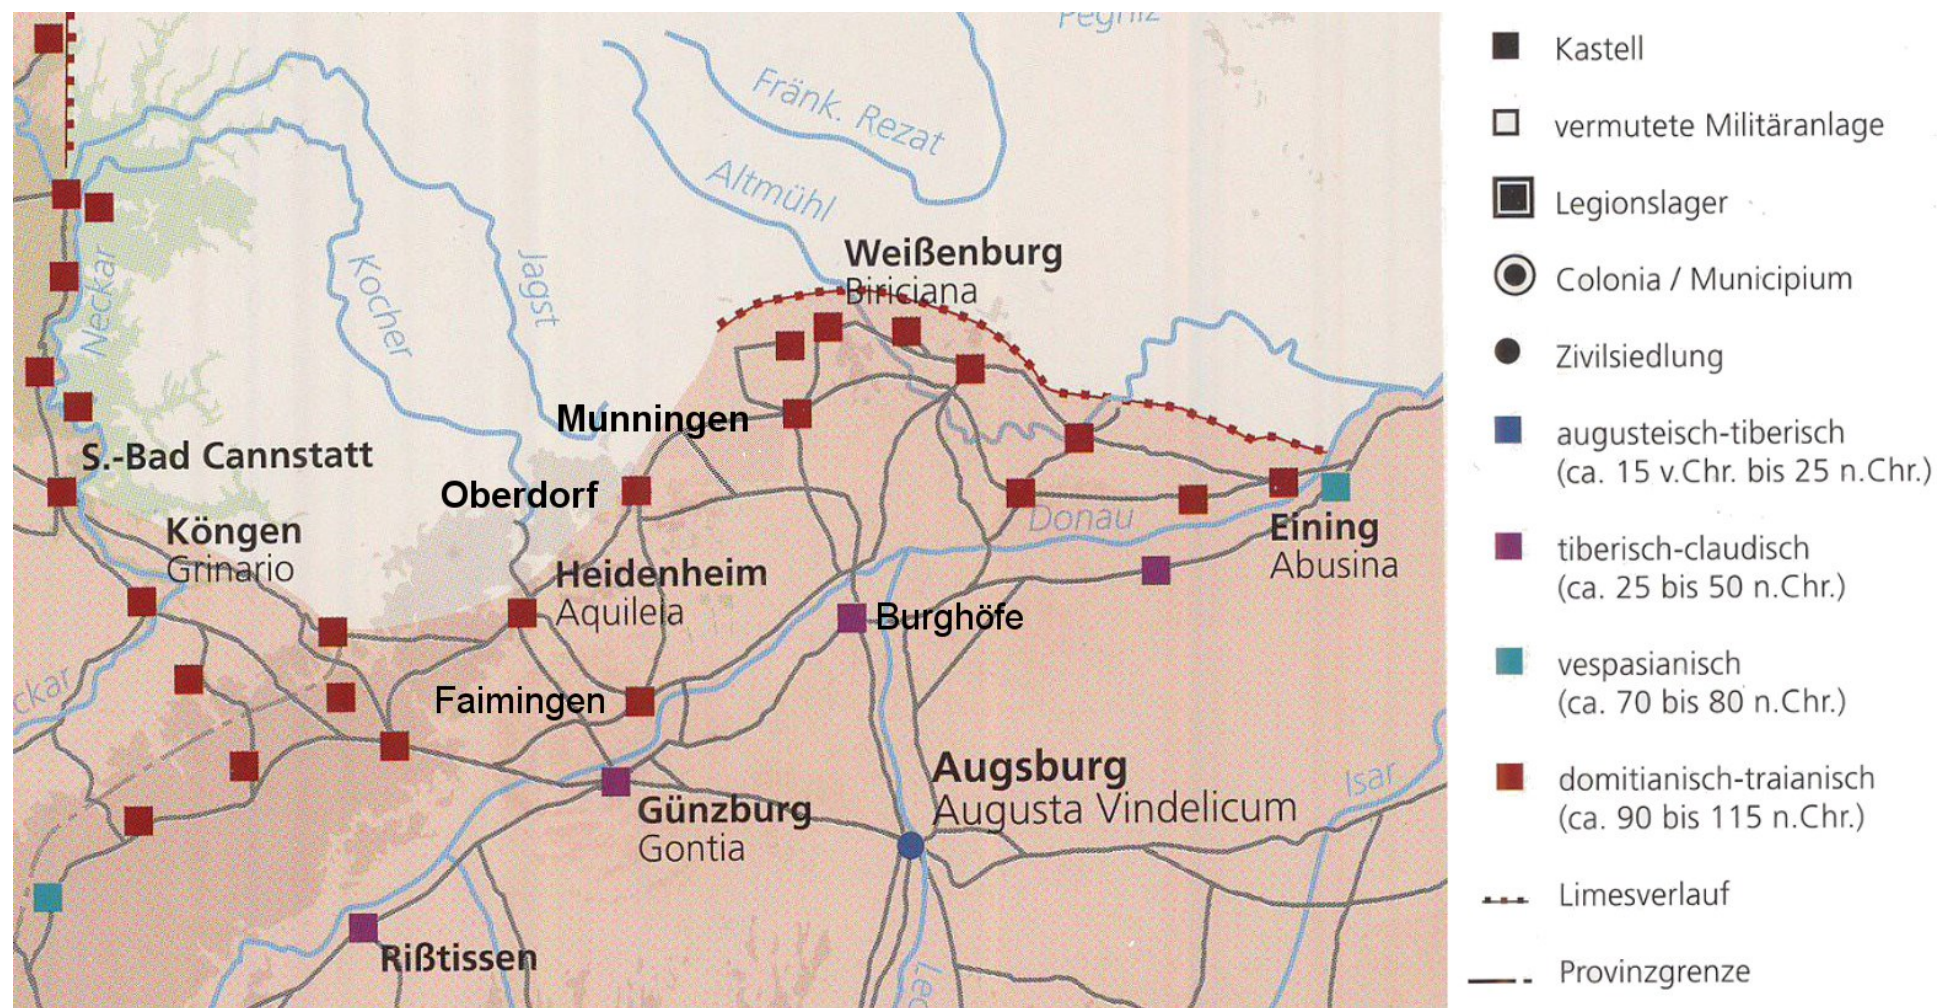 Pegniz
Fränk. Rezat
Altmühl
Weißenburg
Biriciana
Kocher
Jagst
Neckar
Munningen
S.-Bad Cannstatt
Oberdorf
Köngen
Grinario
Donau
Eining
Abusina
Heidenheim
Aquileia
Burghöfe
ckar
Faimingen
Augsburg
Augusta Vindelicum
Isar
Günzburg
Gontia
Rißtissen
Lec
Kastell
vermutete Militäranlage
Legionslager
Colonia / Municipium
Zivilsiedlung
augusteisch-tiberisch
(ca. 15 v.Chr. bis 25 n.Chr.)
tiberisch-claudisch
(ca. 25 bis 50 n.Chr.)
vespasianisch
(ca. 70 bis 80 n.Chr.)
domitianisch-traianisch
(ca. 90 bis 115 n.Chr.)
Limesverlauf
Provinzgrenze